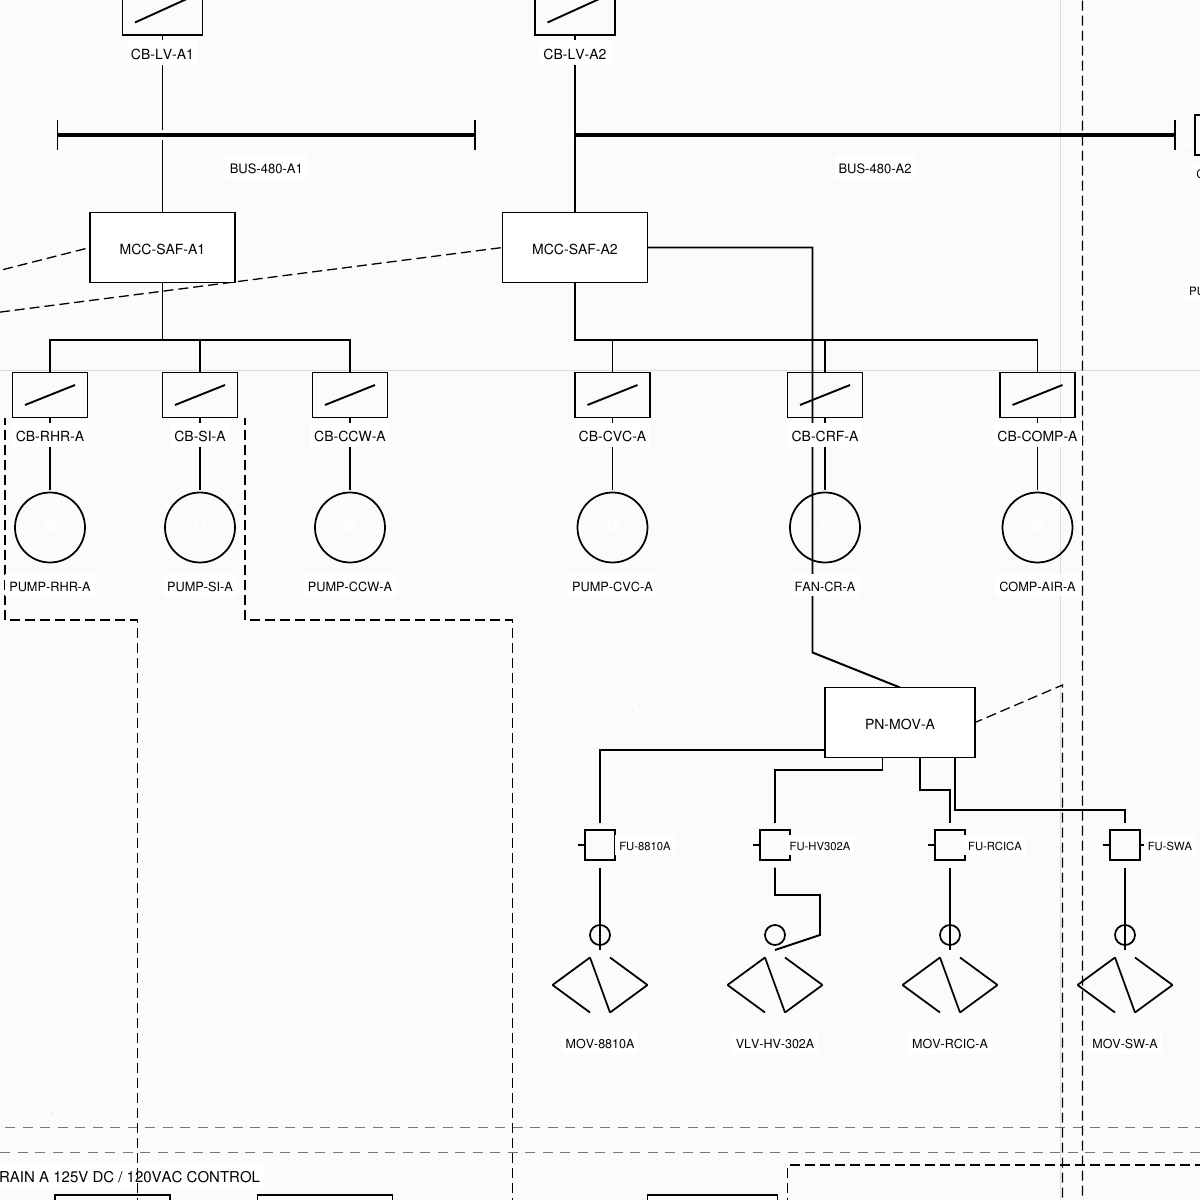 CB-LV-A1
CB-LV-A2
BUS-480-A1
BUS-480-A2
MCC-SAF-A1
MCC-SAF-A2
CB-RHR-A
CB-SI-A
CB-CCW-A
CB-CVC-A
CB-CRF-A
CB-COMP-A
PUMP-RHR-A
PUMP-SI-A
PUMP-CCW-A
PUMP-CVC-A
FAN-CR-A
COMP-AIR-A
PN-MOV-A
FU-8810A
FU-HV302A
FU-RCICA
FU-SWA
MOV-8810A
VLV-HV-302A
MOV-RCIC-A
MOV-SW-A
RAIN A 125V DC / 120VAC CONTROL